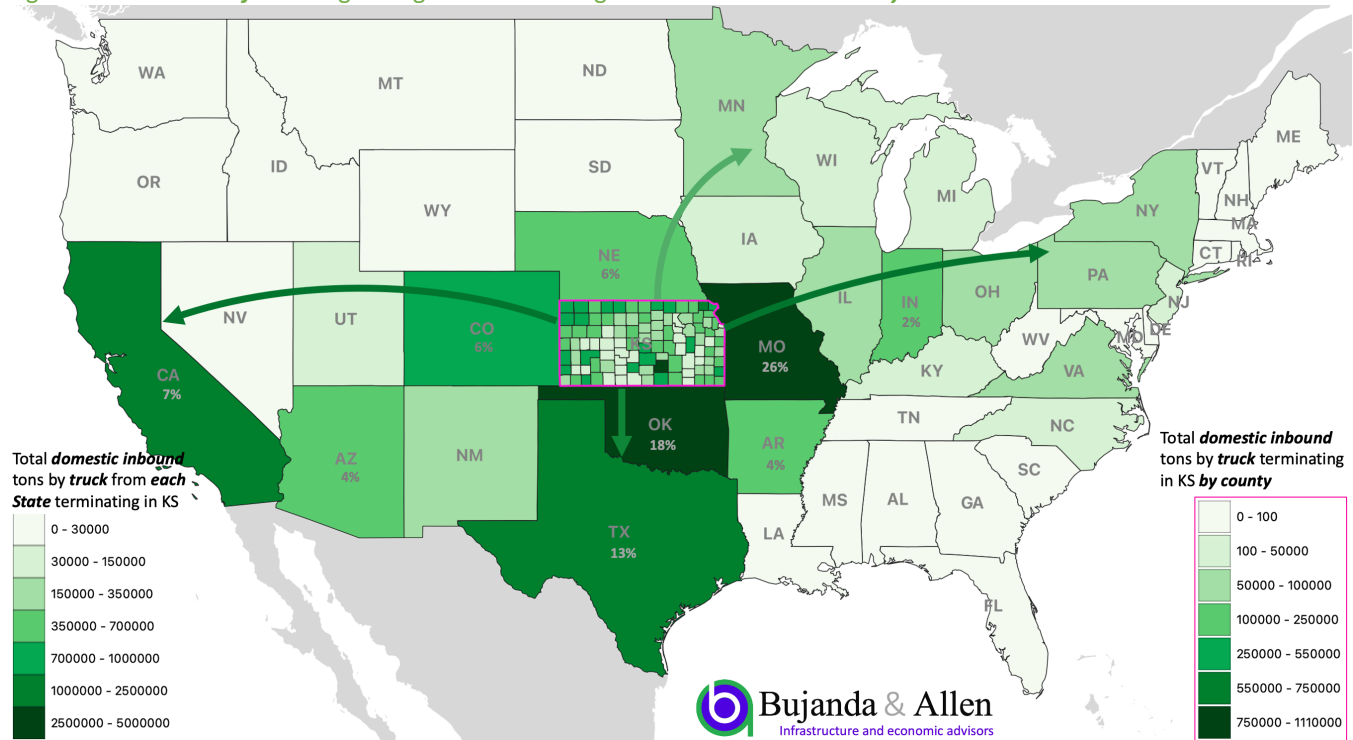 WA
MT
ND
MN
ME
OR
ID
SD
WI
VT
NH
MI
NY
MA
WY
IA
CT
RI
NE
6%
PA
NV
UT
CO
6%
KS
IL
IN
2%
OH
NJ
MD
DE
WV
MO
26%
CA
7%
KY
VA
TN
NC
OK
18%
AR
4%
AZ
4%
NM
SC
MS
AL
GA
TX
13%
LA
FL
Total domestic inbound
tons by truck from each
State terminating in KS
0 - 30000
30000 - 150000
150000 - 350000
350000 - 700000
700000 - 1000000
1000000 - 2500000
2500000 - 5000000
Total domestic inbound
tons by truck terminating
in KS by county
0 - 100
100 - 50000
50000 - 100000
100000 - 250000
250000 - 550000
550000 - 750000
750000 - 1110000
Bujanda & Allen
Infrastructure and economic advisors